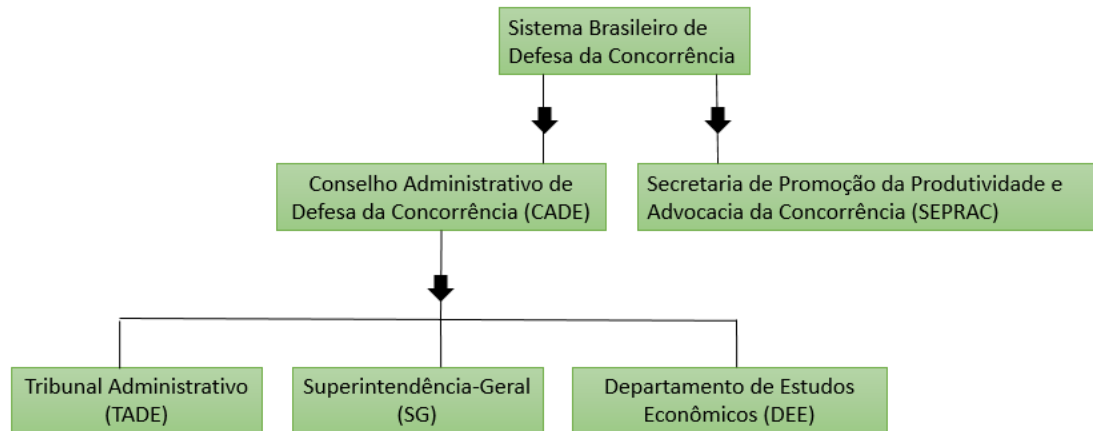 Sistema Brasileiro de
Defesa da Concorrência
Conselho Administrativo de
Defesa da Concorrência (CADE)
Secretaria de Promoção da Produtividade e
Advocacia da Concorrência (SEPRAC)
Tribunal Administrativo
(TADE)
Superintendência-Geral
(SG)
Departamento de Estudos
Econômicos (DEE)